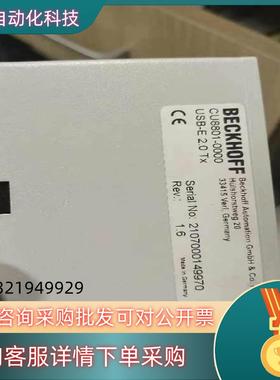 自动化科技
BECKHOFF
Beckhoff Automation GmbH & Co.
Hülshorstweg 20
33415 Verl, Germany
CU8801-0000
USB-E 2.0 TX
Serial No: 2107000149970
Rev.: 1.6
Made in Germany
CE
321949929
咨询采购批发可对公开票
客服详情下单采购